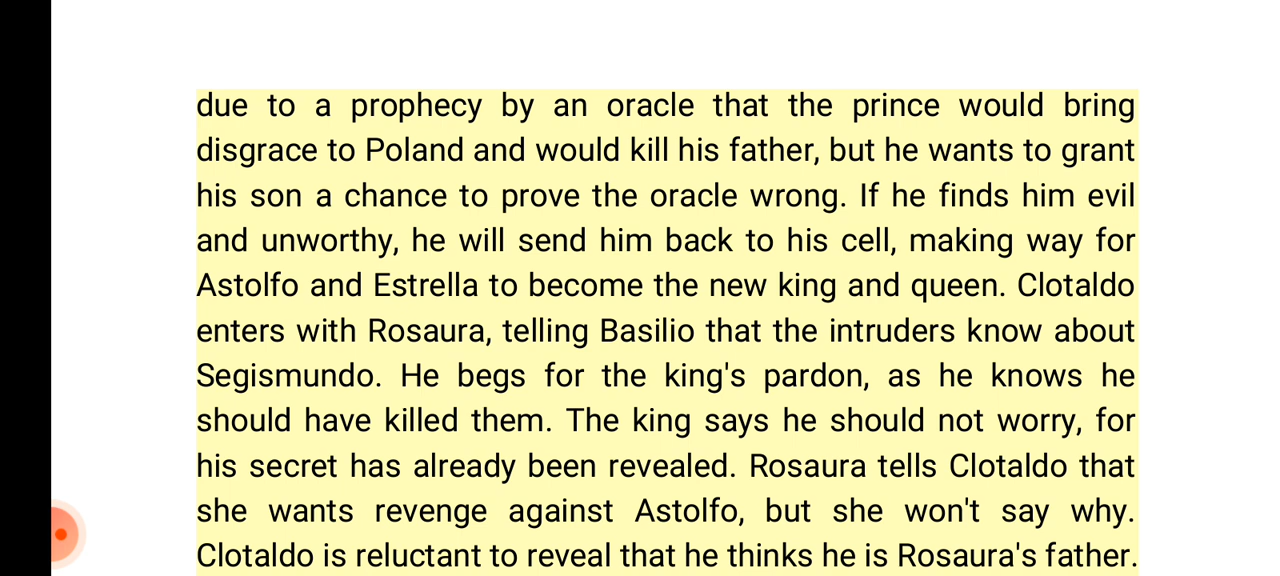 due to a prophecy by an oracle that the prince would bring
disgrace to Poland and would kill his father, but he wants to grant
his son a chance to prove the oracle wrong. If he finds him evil
and unworthy, he will send him back to his cell, making way for
Astolfo and Estrella to become the new king and queen. Clotaldo
enters with Rosaura, telling Basilio that the intruders know about
Segismundo. He begs for the king's pardon, as he knows he
should have killed them. The king says he should not worry, for
his secret has already been revealed. Rosaura tells Clotaldo that
she wants revenge against Astolfo, but she won't say why.
Clotaldo is reluctant to reveal that he thinks he is Rosaura's father.